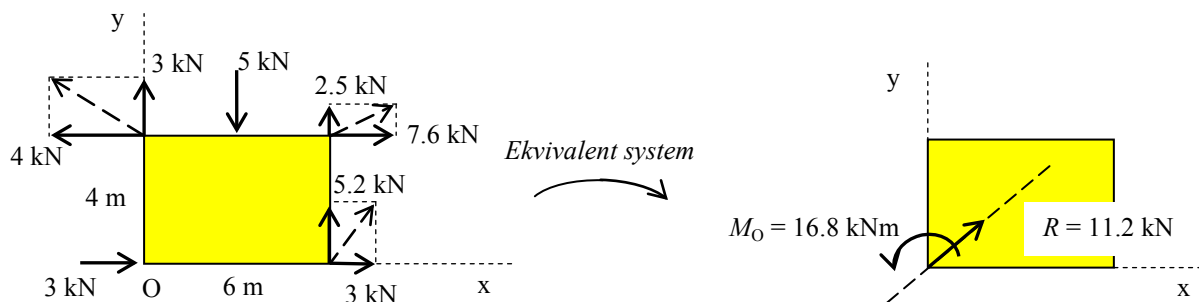 y
3 kN
5 kN
2.5 kN
4 kN
7.6 kN
4 m
5.2 kN
3 kN
O
6 m
3 kN
x
Ekvivalent system
y
M_O = 16.8 kNm
R = 11.2 kN
x